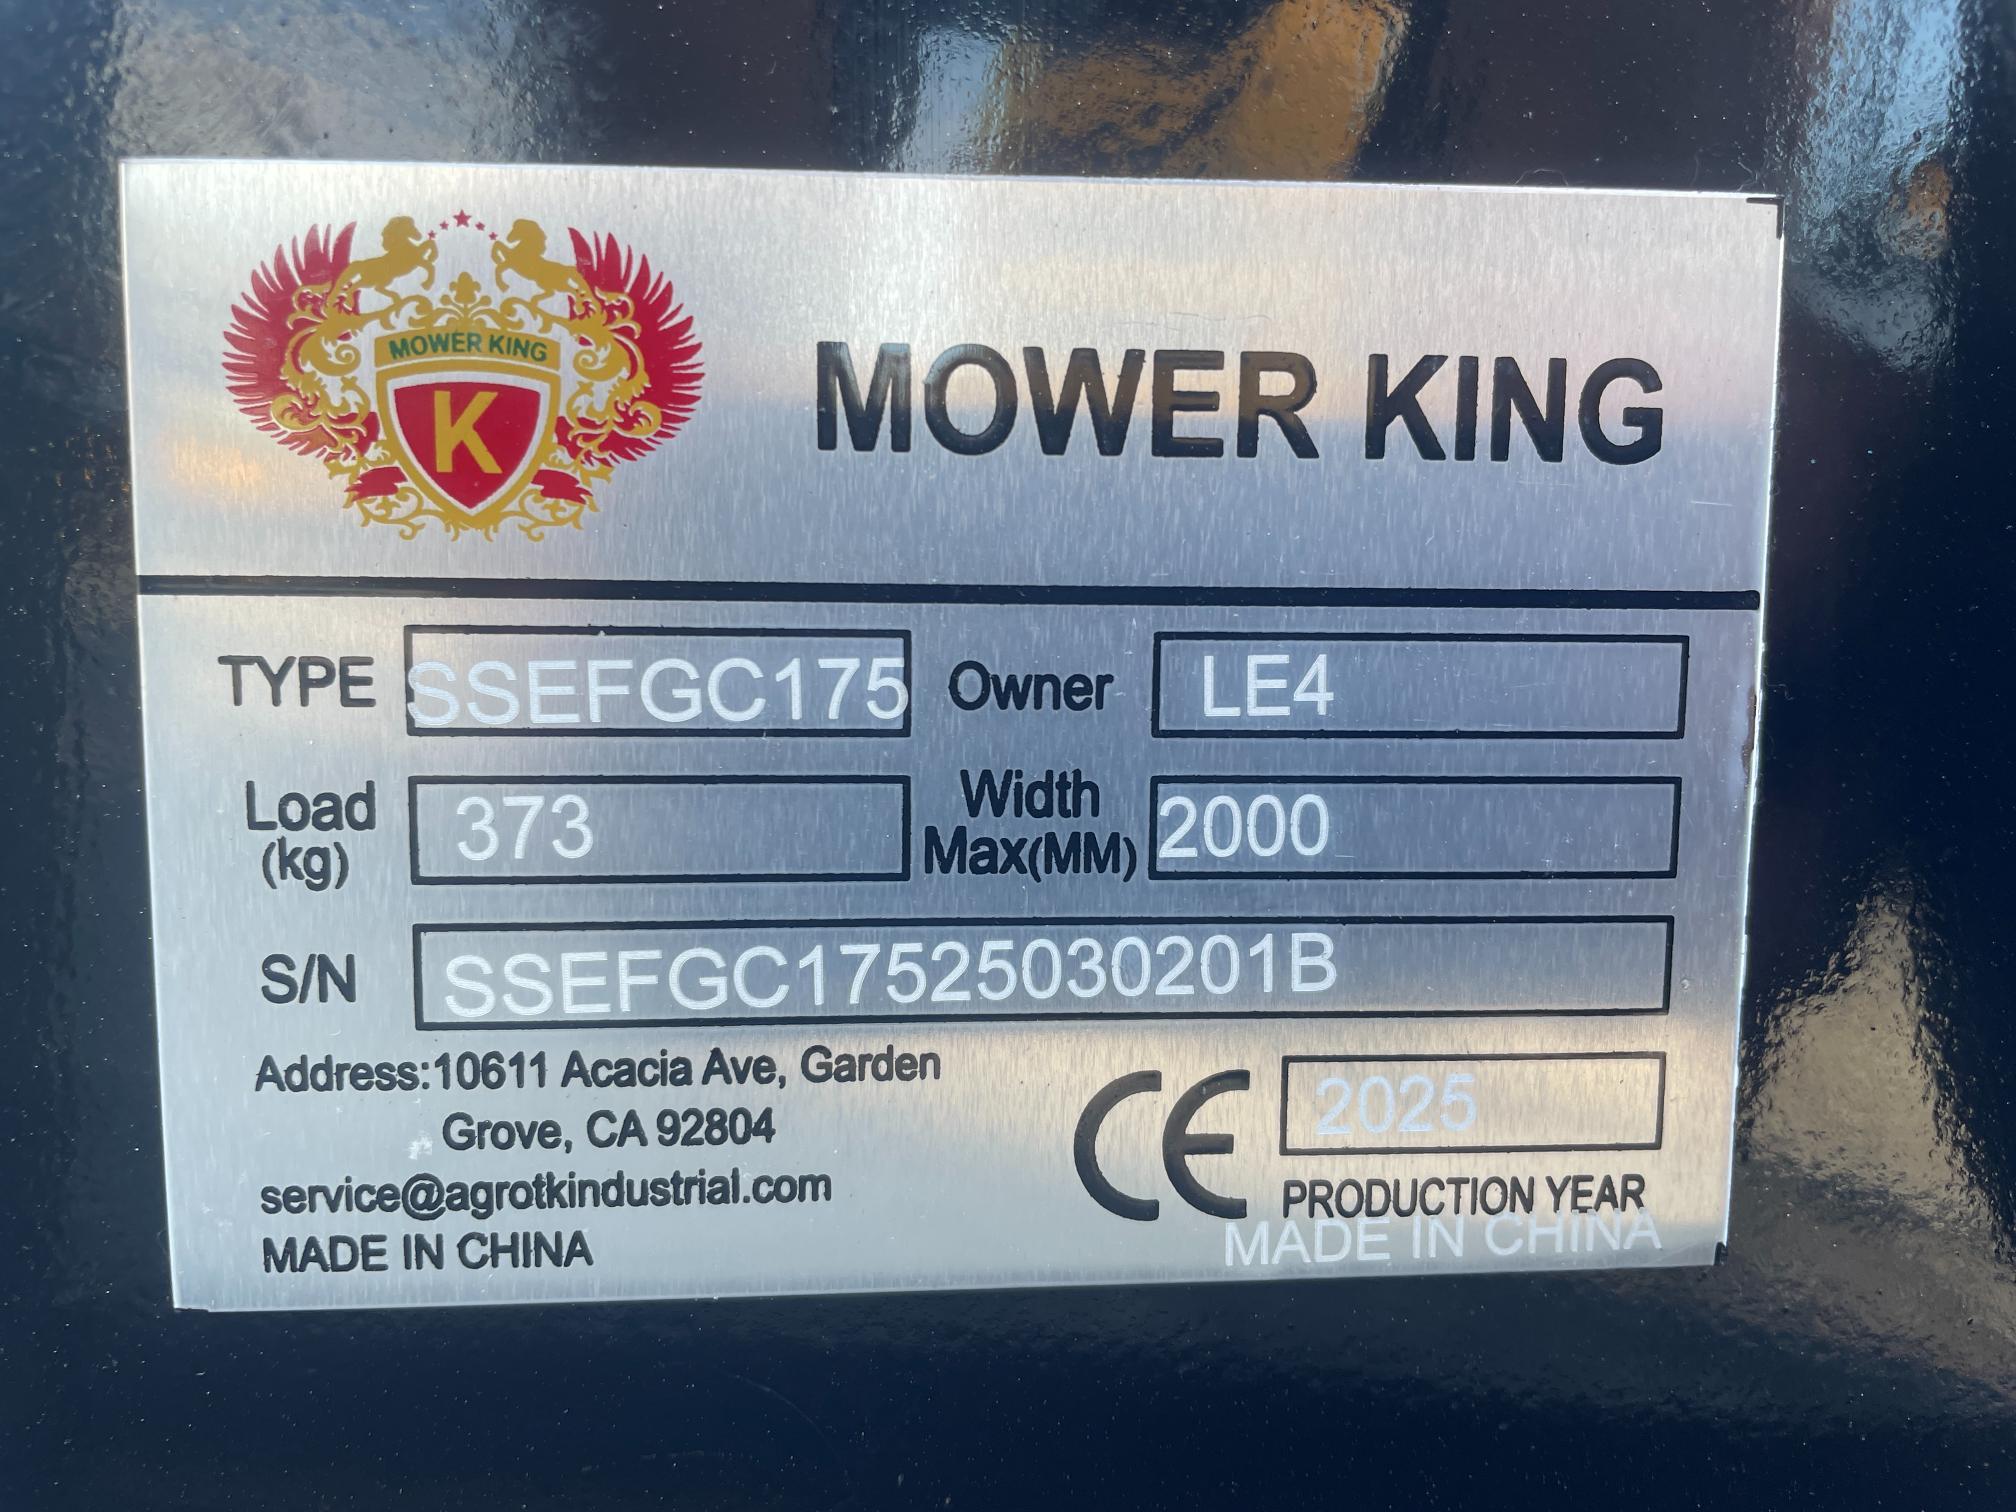 MOWER KING
K
MOWER KING
TYPE SSEFGC175 Owner LE4
Load (kg) 373 Width Max(MM) 2000
S/N SSEFGC17525030201B
Address:10611 Acacia Ave, Garden
Grove, CA 92804
service@agrotkindustrial.com
MADE IN CHINA
CE
2025
PRODUCTION YEAR
MADE IN CHINA